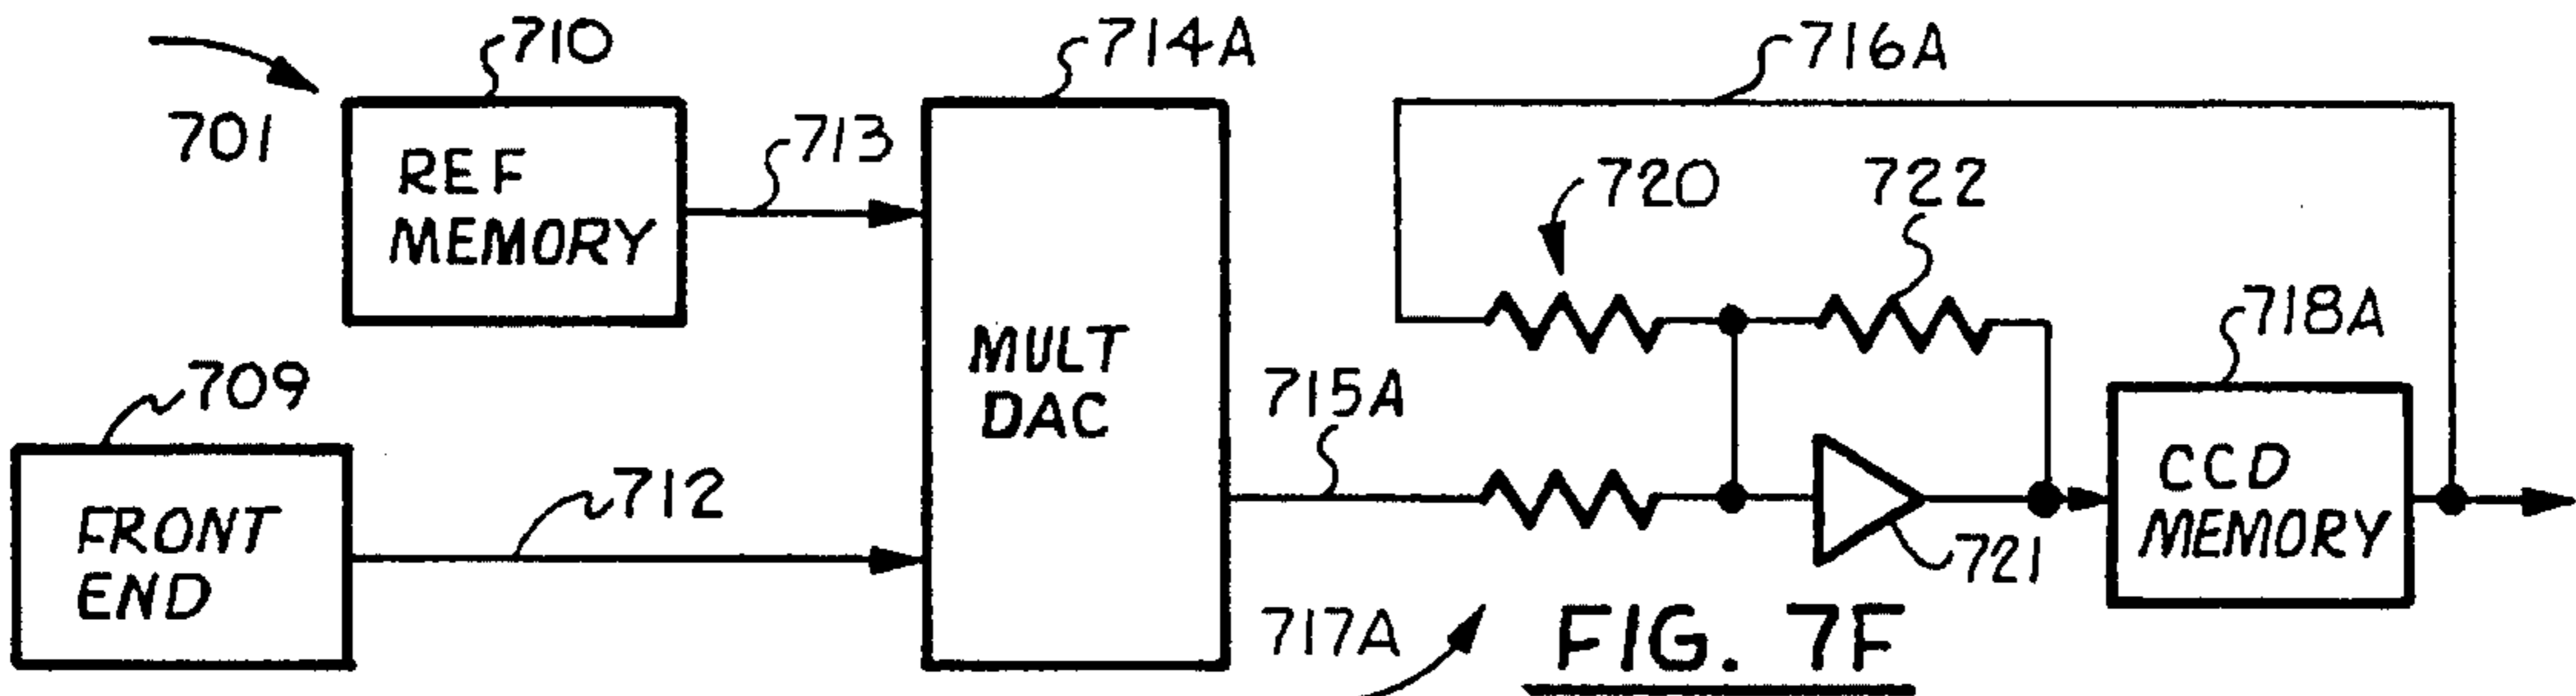 710
714A
716A
701
REF
MEMORY
713
720
722
718A
709
MULT
DAC
715A
FRONT
END
712
CCD
MEMORY
721
717A
FIG. 7F